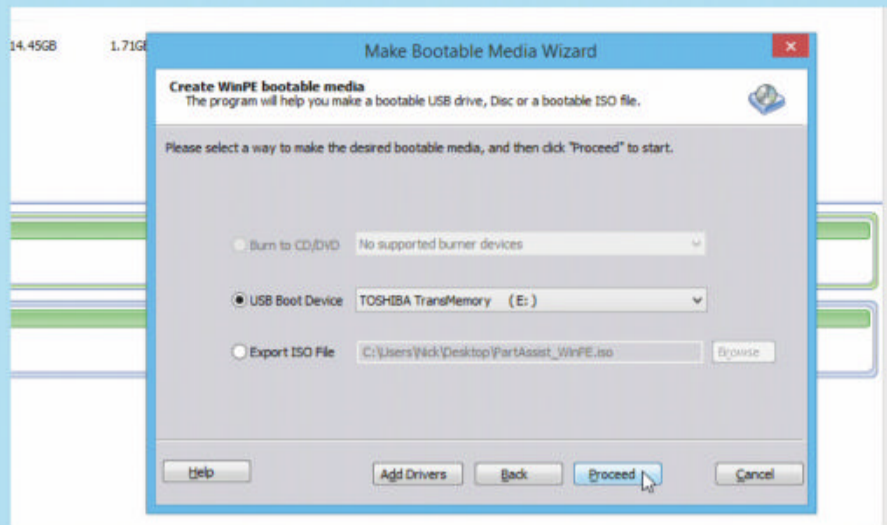 14.45GB 1.71GB
Make Bootable Media Wizard
Create WinPE bootable media
The program will help you make a bootable USB drive, Disc or a bootable ISO file.
Please select a way to make the desired bootable media, and then click "Proceed" to start.
Burn to CD/DVD No supported burner devices
USB Boot Device TOSHIBA TransMemory (E:)
Export ISO File C:\Users\Nick\Desktop\PartAssist_WinPE.iso Browse
Help Add Drivers Back Proceed Cancel